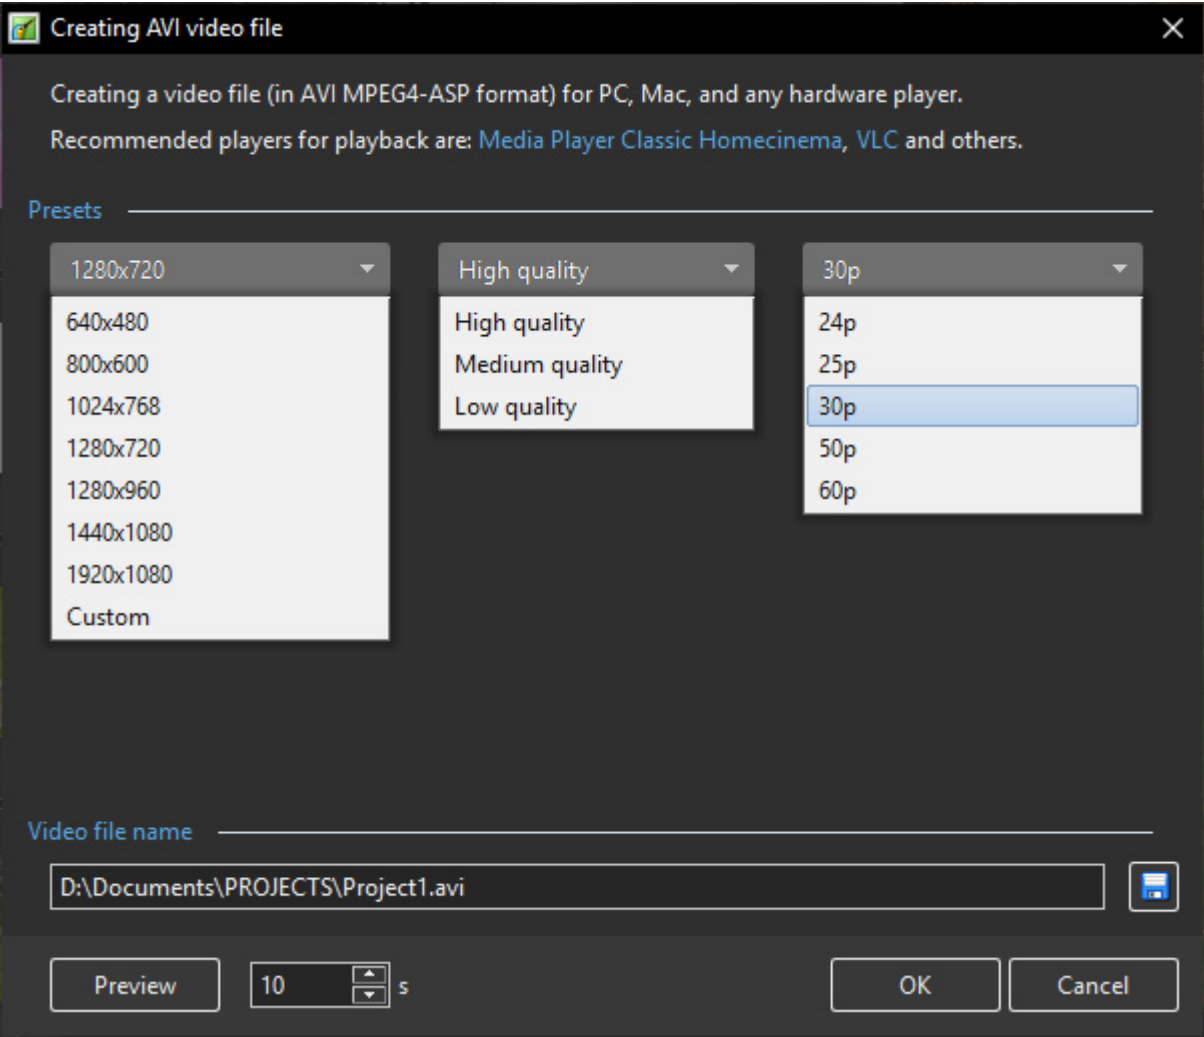 Creating AVI video file
Creating a video file (in AVI MPEG4-ASP format) for PC, Mac, and any hardware player.
Recommended players for playback are: Media Player Classic Homecinema, VLC and others.
Presets
1280x720
640x480
800x600
1024x768
1280x720
1280x960
1440x1080
1920x1080
Custom
High quality
High quality
Medium quality
Low quality
30p
24p
25p
30p
50p
60p
Video file name
D:\Documents\PROJECTS\Project1.avi
Preview
10 s
OK
Cancel